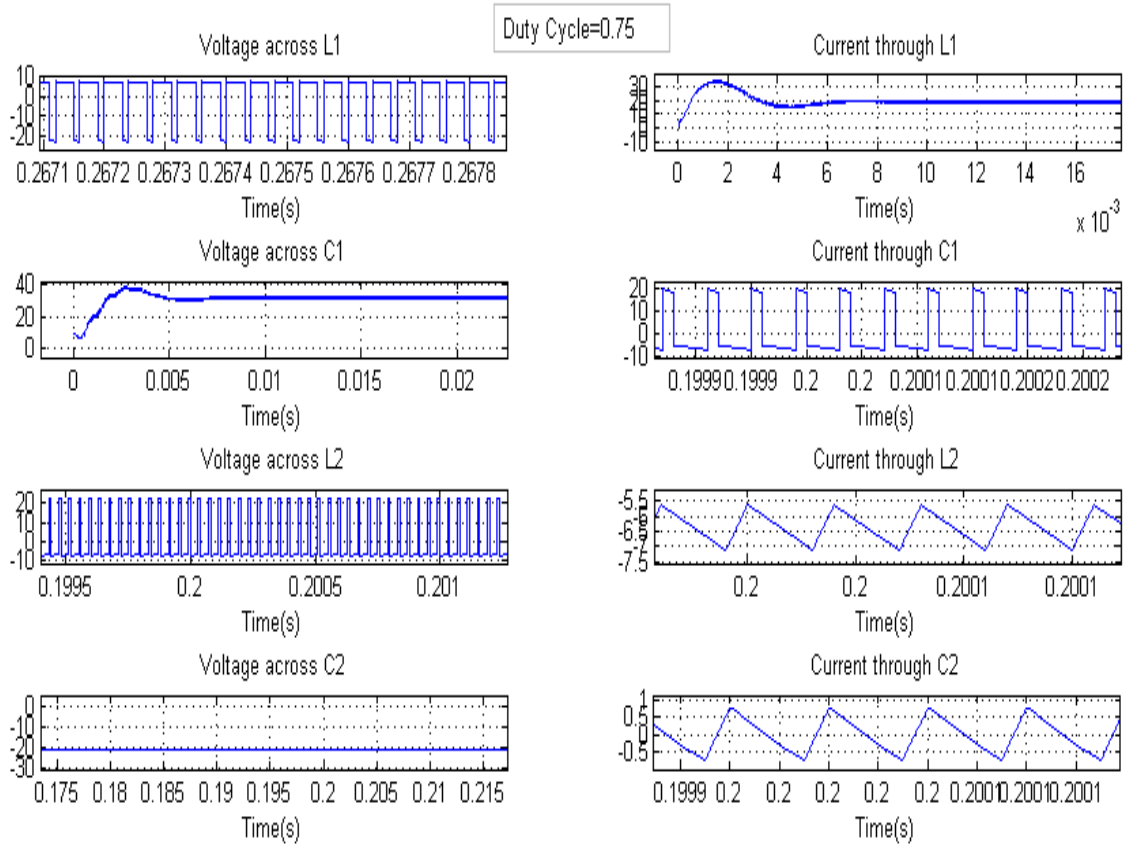 Duty Cycle=0.75
Voltage across L1
10
0
-10
-20
0.2671 0.2672 0.2673 0.2674 0.2675 0.2676 0.2677 0.2678
Time(s)
Current through L1
30
-10
0 2 4 6 8 10 12 14 16
Time(s)
x 10
-3
Voltage across C1
40
20
0
0 0.005 0.01 0.015 0.02
Time(s)
Current through C1
20
10
0
-10
0.1999 0.1999 0.2 0.2 0.2001 0.2001 0.2002 0.2002
Time(s)
Voltage across L2
20
10
0
-10
0.1995 0.2 0.2005 0.201
Time(s)
Current through L2
-5.5
-6
-6.5
-7
-7.5
0.2 0.2 0.2001 0.2001
Time(s)
Voltage across C2
0
-10
-20
-30
0.175 0.18 0.185 0.19 0.195 0.2 0.205 0.21 0.215
Time(s)
Current through C2
1
0.5
0
-0.5
0.1999 0.2 0.2 0.2 0.2 0.2 0.2001 0.2001 0.2001
Time(s)